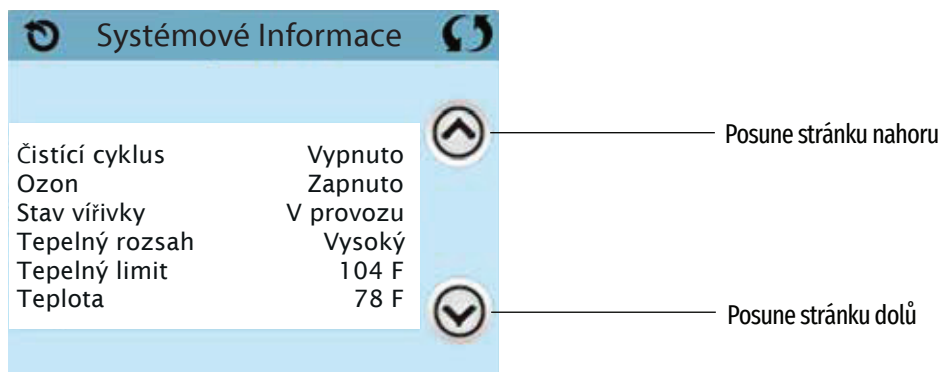 Systémové Informace
Posune stránku nahoru
Čistící cyklus Vypnuto
Ozon Zapnuto
Stav vířivky V provozu
Tepelný rozsah Vysoký
Tepelný limit 104 F
Teplota 78 F
Posune stránku dolů